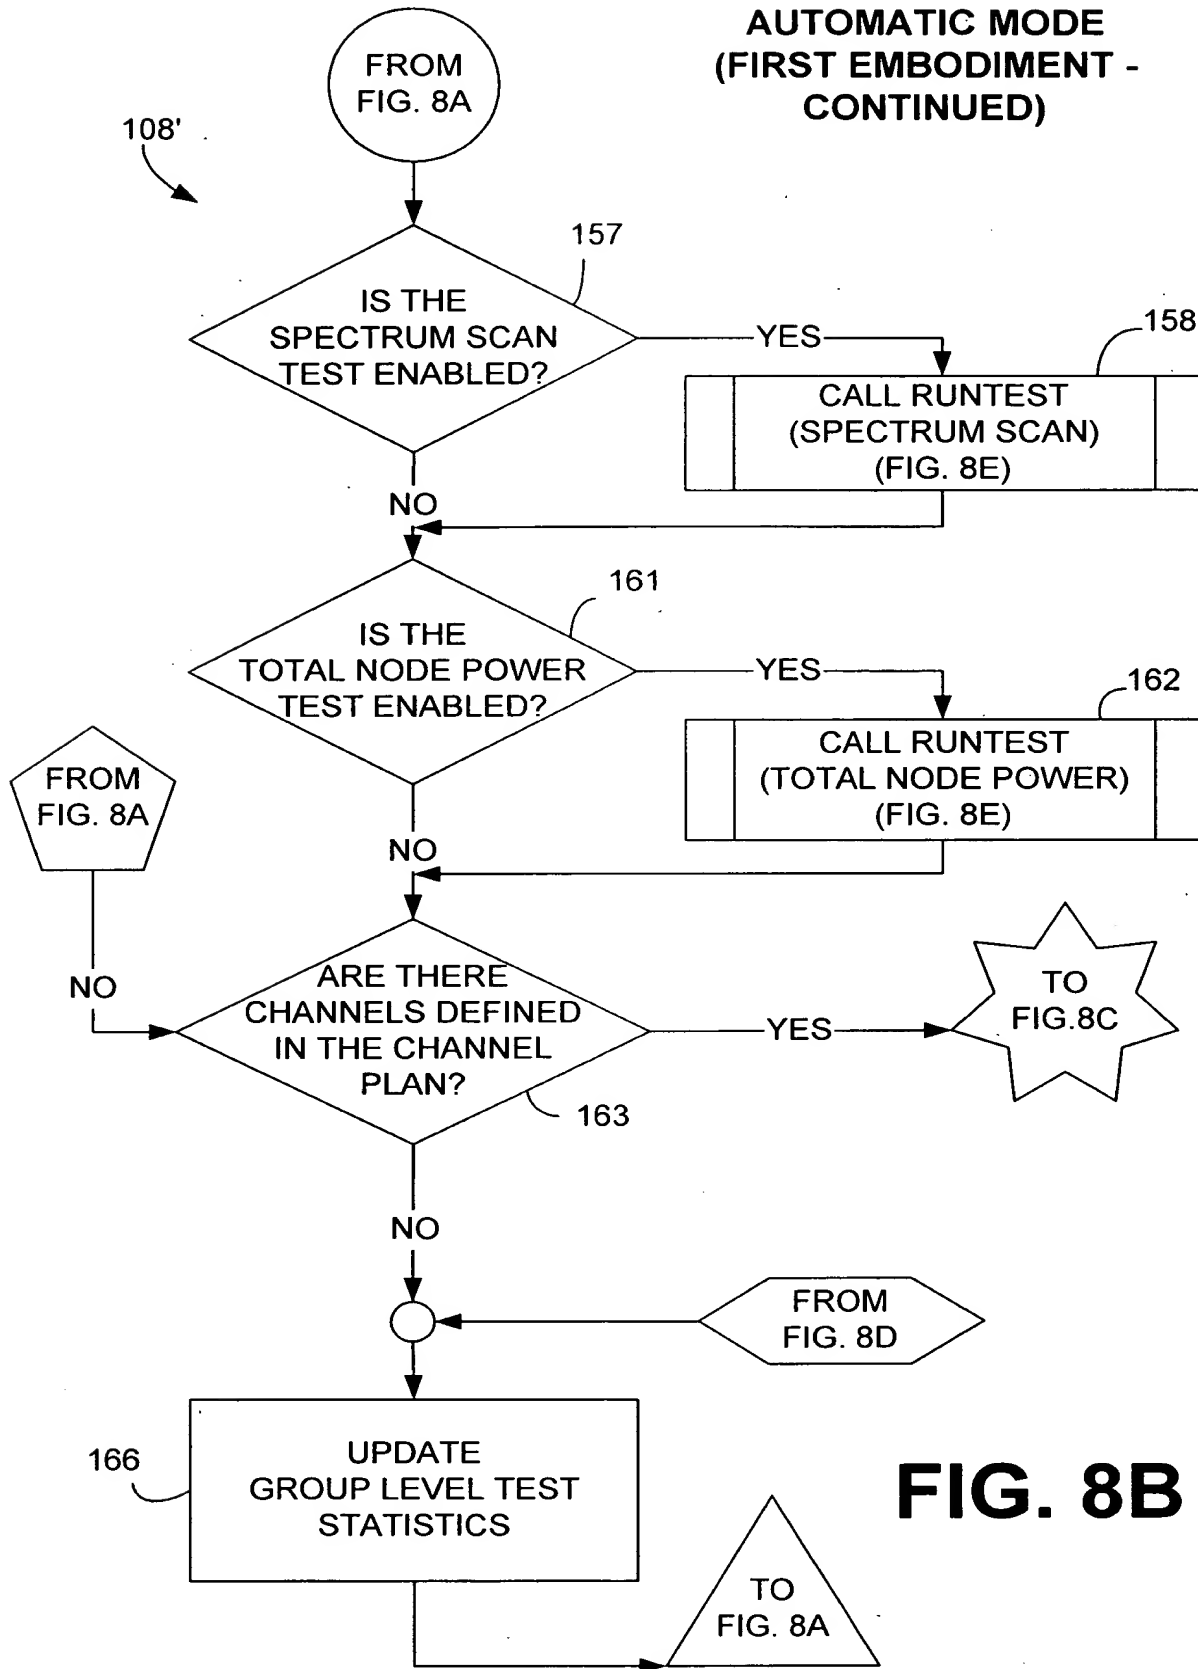 AUTOMATIC MODE
(FIRST EMBODIMENT -
CONTINUED)
FROM
FIG. 8A
108'
157
IS THE
SPECTRUM SCAN
TEST ENABLED?
YES
158
CALL RUNTEST
(SPECTRUM SCAN)
(FIG. 8E)
NO
161
IS THE
TOTAL NODE POWER
TEST ENABLED?
YES
162
CALL RUNTEST
(TOTAL NODE POWER)
(FIG. 8E)
FROM
FIG. 8A
NO
NO
ARE THERE
CHANNELS DEFINED
IN THE CHANNEL
PLAN?
YES
TO
FIG.8C
163
NO
FROM
FIG. 8D
166
UPDATE
GROUP LEVEL TEST
STATISTICS
FIG. 8B
TO
FIG. 8A